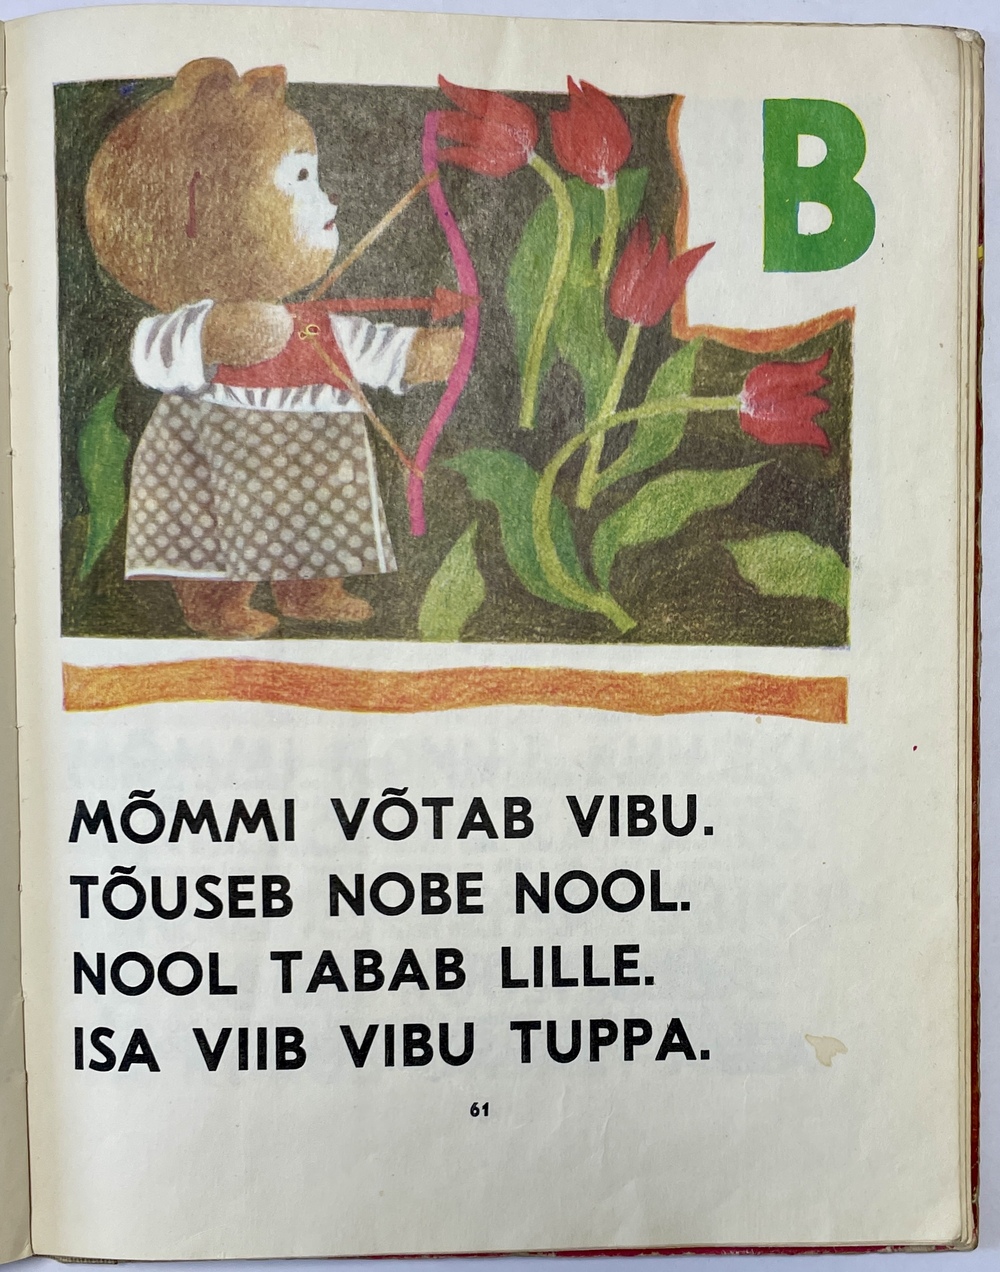 B
MÕMMI VÕTAB VIBU.
TÕUSEB NOBE NOOL.
NOOL TABAB LILLE.
ISA VIIB VIBU TUPPA.
61